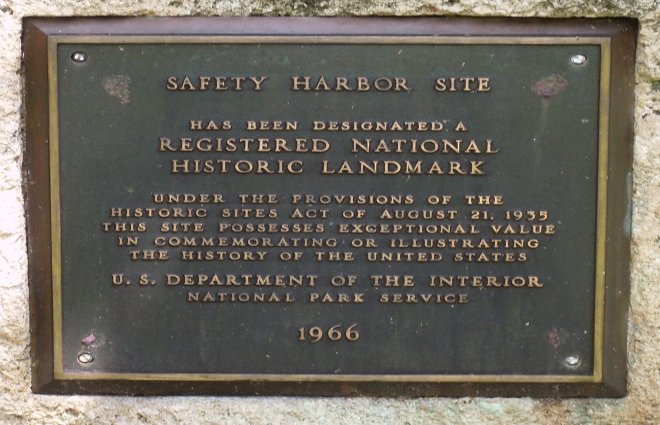 SAFETY HARBOR SITE
HAS BEEN DESIGNATED A
REGISTERED NATIONAL
HISTORIC LANDMARK
UNDER THE PROVISIONS OF THE
HISTORIC SITES ACT OF AUGUST 21, 1935
THIS SITE POSSESSES EXCEPTIONAL VALUE
IN COMMEMORATING OR ILLUSTRATING
THE HISTORY OF THE UNITED STATES
U. S. DEPARTMENT OF THE INTERIOR
NATIONAL PARK SERVICE
1966